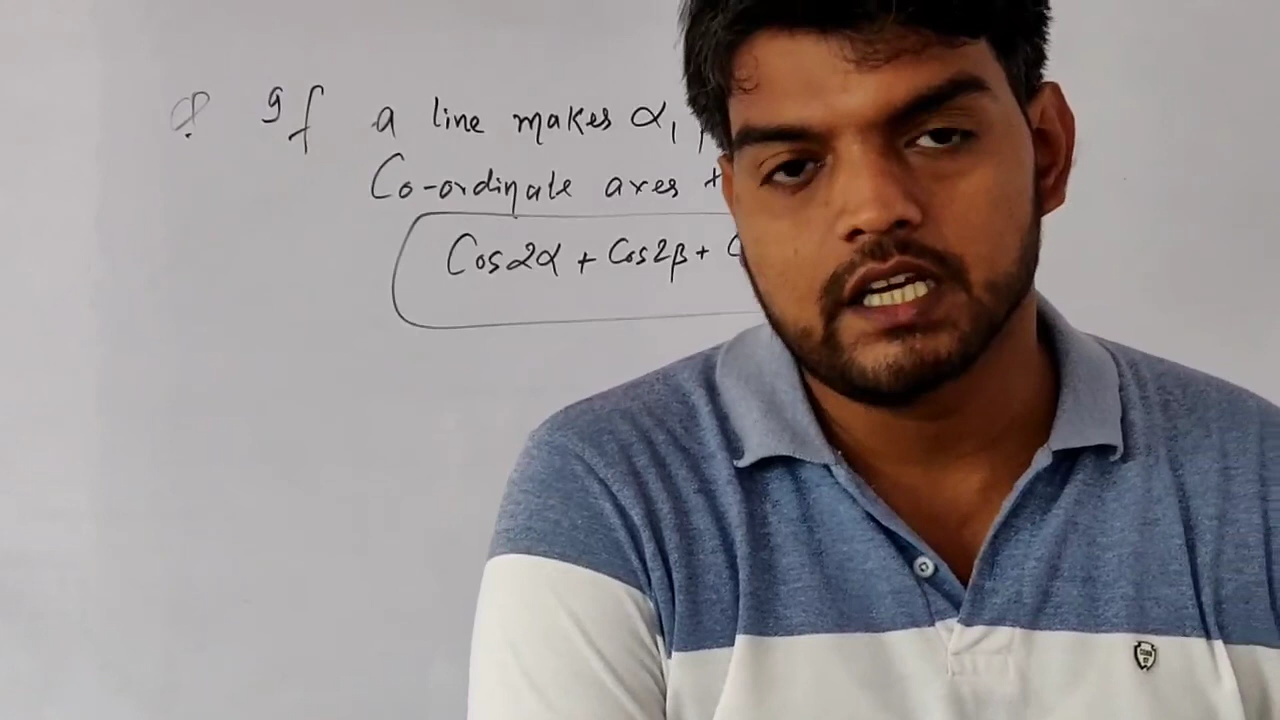 Q If a line makes α,
Co-ordinate axes
Cos2α + Cos2β +